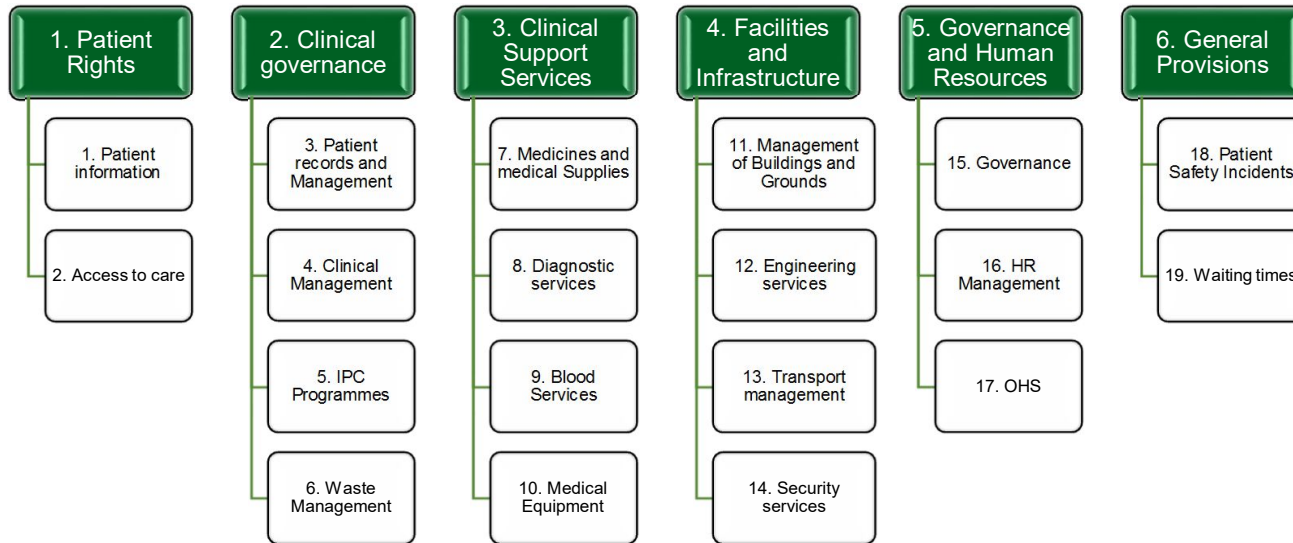 1. Patient
Rights
1. Patient
information
2. Access to care
2. Clinical
governance
3. Patient
records and
Management
4. Clinical
Management
5. IPC
Programmes
6. Waste
Management
3. Clinical
Support
Services
7. Medicines and
medical Supplies
8. Diagnostic
services
9. Blood
Services
10. Medical
Equipment
4. Facilities
and
Infrastructure
11. Management
of Buildings and
Grounds
12. Engineering
services
13. Transport
management
14. Security
services
5. Governance
and Human
Resources
15. Governance
16. HR
Management
17. OHS
6. General
Provisions
18. Patient
Safety Incidents
19. Waiting times